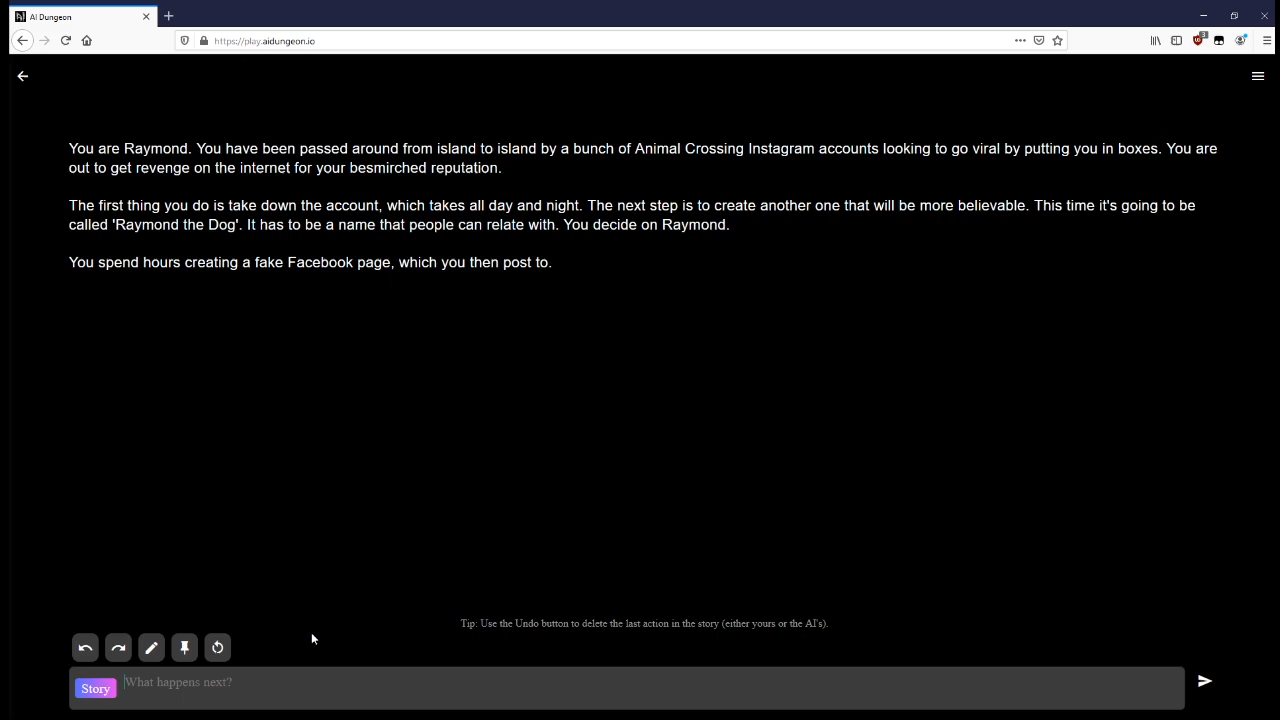 AI Dungeon
https://play.aidungeon.io
3
You are Raymond. You have been passed around from island to island by a bunch of Animal Crossing Instagram accounts looking to go viral by putting you in boxes. You are
out to get revenge on the internet for your besmirched reputation.
The first thing you do is take down the account, which takes all day and night. The next step is to create another one that will be more believable. This time it's going to be
called 'Raymond the Dog'. It has to be a name that people can relate with. You decide on Raymond.
You spend hours creating a fake Facebook page, which you then post to.
Tip: Use the Undo button to delete the last action in the story (either yours or the AI's).
Story What happens next?